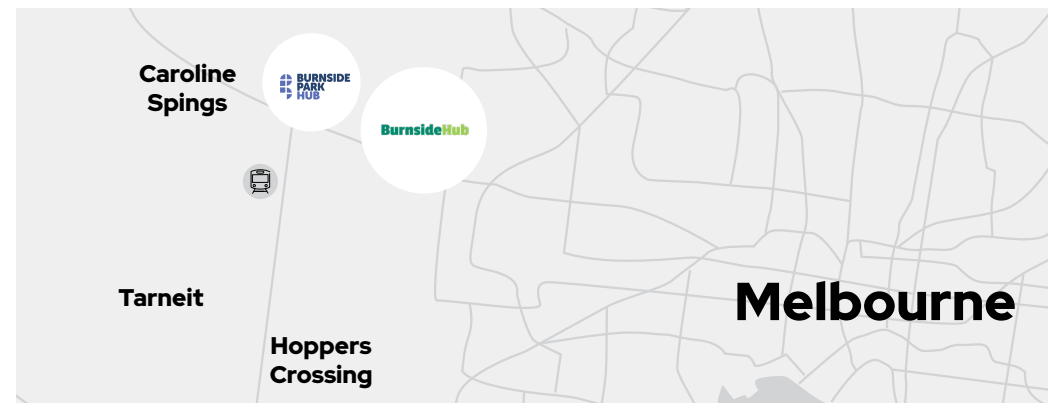 Caroline
Spings
BURNSIDE
PARK
HUB
BurnsideHub
Tarneit
Melbourne
Hoppers
Crossing